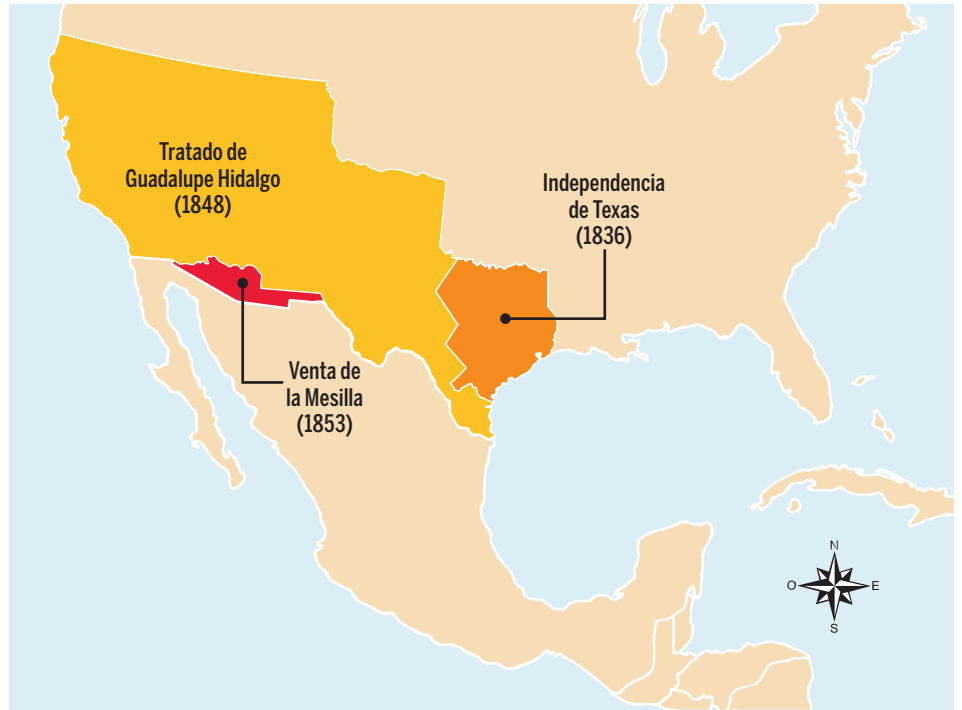 Tratado de
Guadalupe Hidalgo
(1848)
Independencia
de Texas
(1836)
Venta de
la Mesilla
(1853)
N
O
E
S